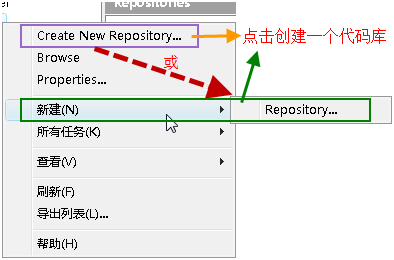 Repositories
Create New Repository...
点击创建一个代码库
Browse
或
Properties...
新建(N)
Repository...
所有任务(K)
查看(V)
刷新(F)
导出列表(L)...
帮助(H)